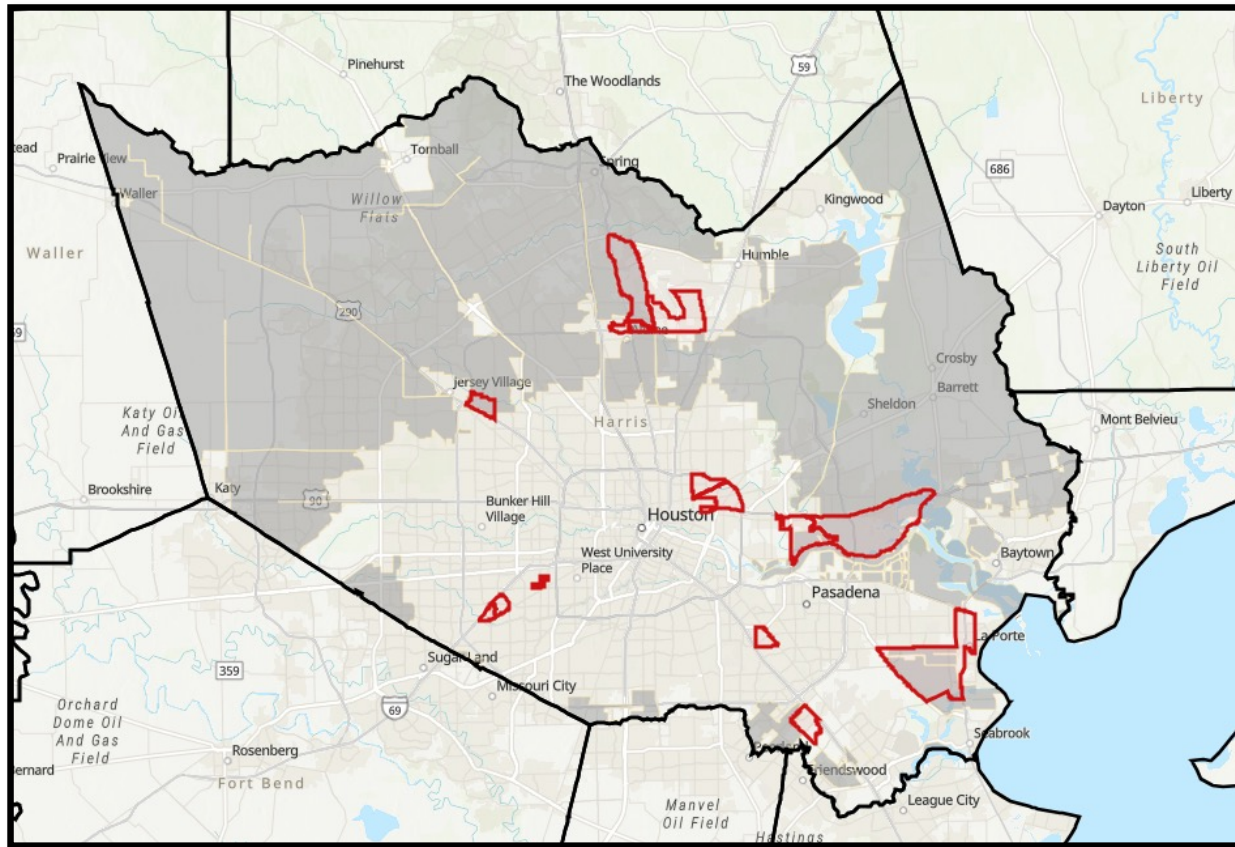 Pinehurst
The Woodlands
59
Liberty
tead
Prairie View
Tomball
Spring
686
Waller
Willow
Flats
Kingwood
Dayton
Liberty
Waller
Humble
South
Liberty Oil
Field
290
Crosby
Jersey Village
Barrett
Katy Oil
And Gas
Field
Harris
Sheldon
Mont Belvieu
Brookshire
Katy
90
Bunker Hill
Village
Houston
West University
Place
Baytown
Pasadena
La Porte
Sugar Land
359
Missouri City
69
Orchard
Dome Oil
And Gas
Field
Rosenberg
Seabrook
Bernard
Fort Bend
Friendswood
Manvel
Oil Field
League City
Hastings